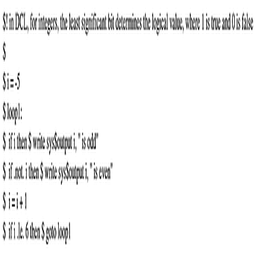 $! in DCL, for integers, the least significant bit determines the logical value, where 1 is true and 0 is false
$
$ i = -5
$ loop1:
$ if i then $ write sys$output i, " is odd"
$ if .not. i then $ write sys$output i, " is even"
$ i = i + 1
$ if i .le. 6 then $ goto loop1